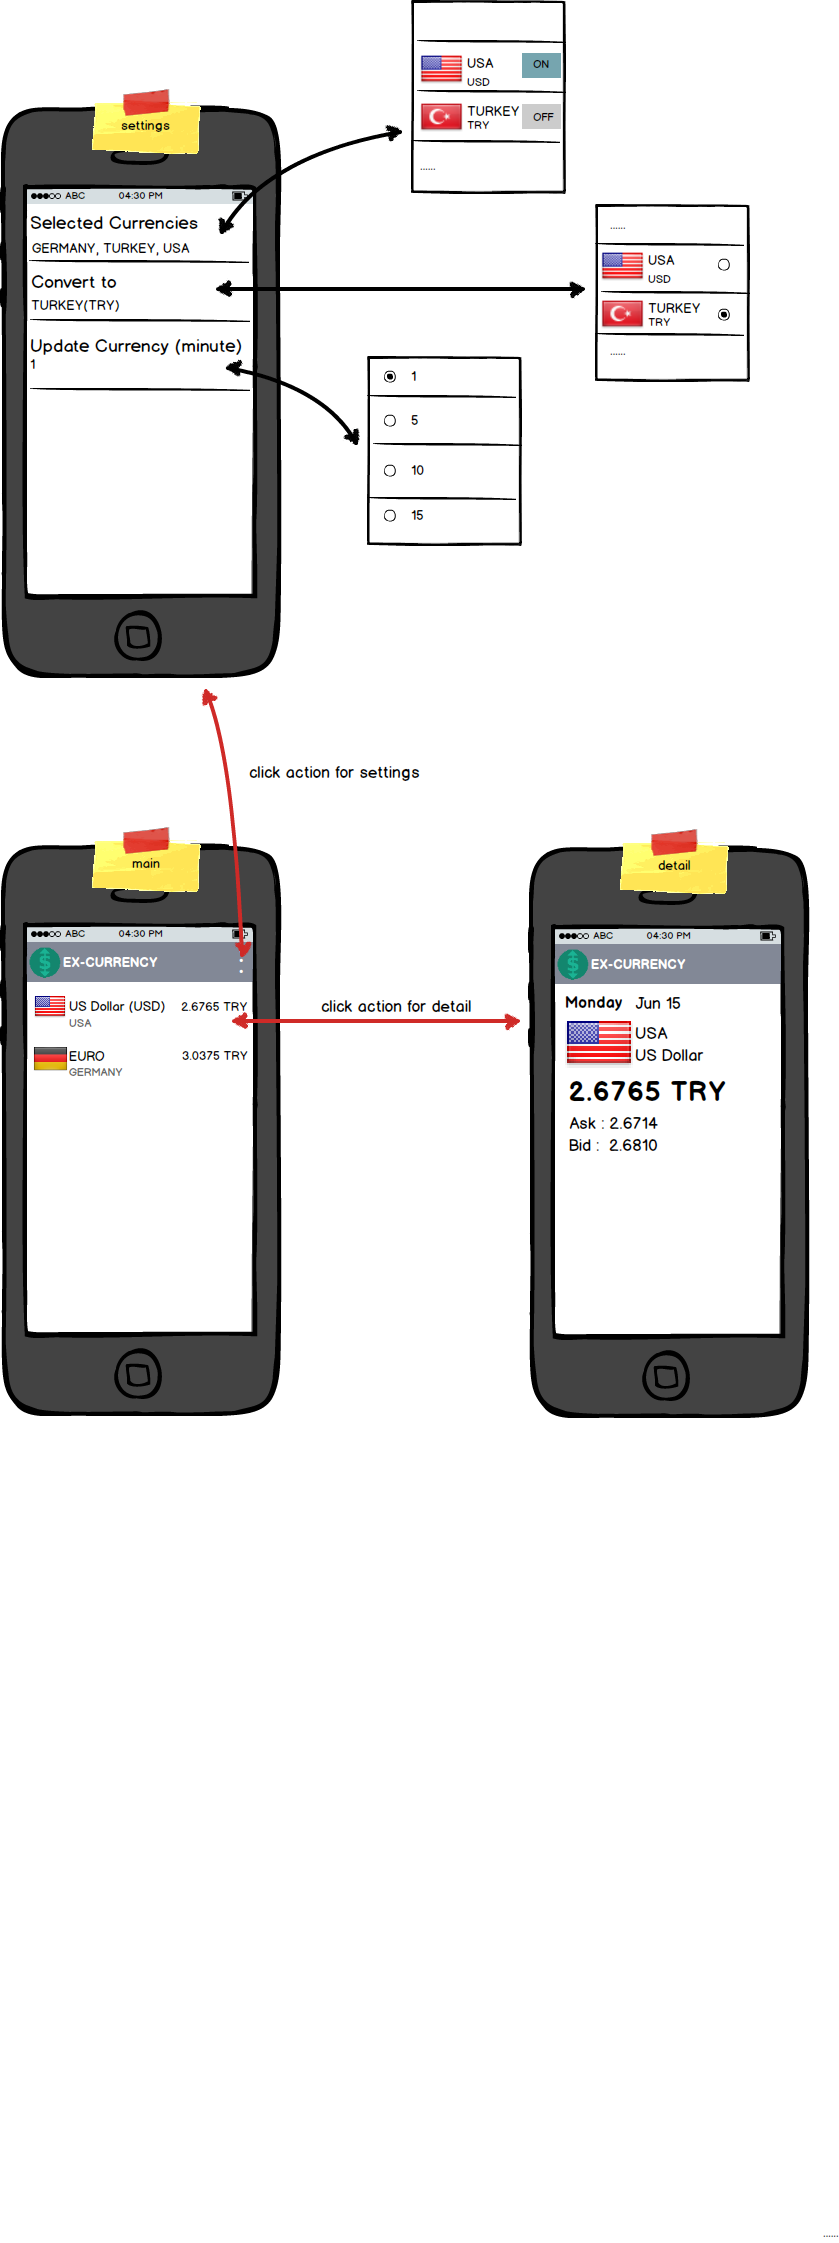 USA
USD
ON
TURKEY
TRY
OFF
......
settings
ABC 04:30 PM
Selected Currencies
GERMANY, TURKEY, USA
Convert to
TURKEY(TRY)
Update Currency (minute)
1
......
USA
USD
TURKEY
TRY
......
1
5
10
15
click action for settings
main
ABC 04:30 PM
EX-CURRENCY
US Dollar (USD) 2.6765 TRY
USA
EURO 3.0375 TRY
GERMANY
click action for detail
detail
ABC 04:30 PM
EX-CURRENCY
Monday Jun 15
USA
US Dollar
2.6765 TRY
Ask : 2.6714
Bid : 2.6810
......